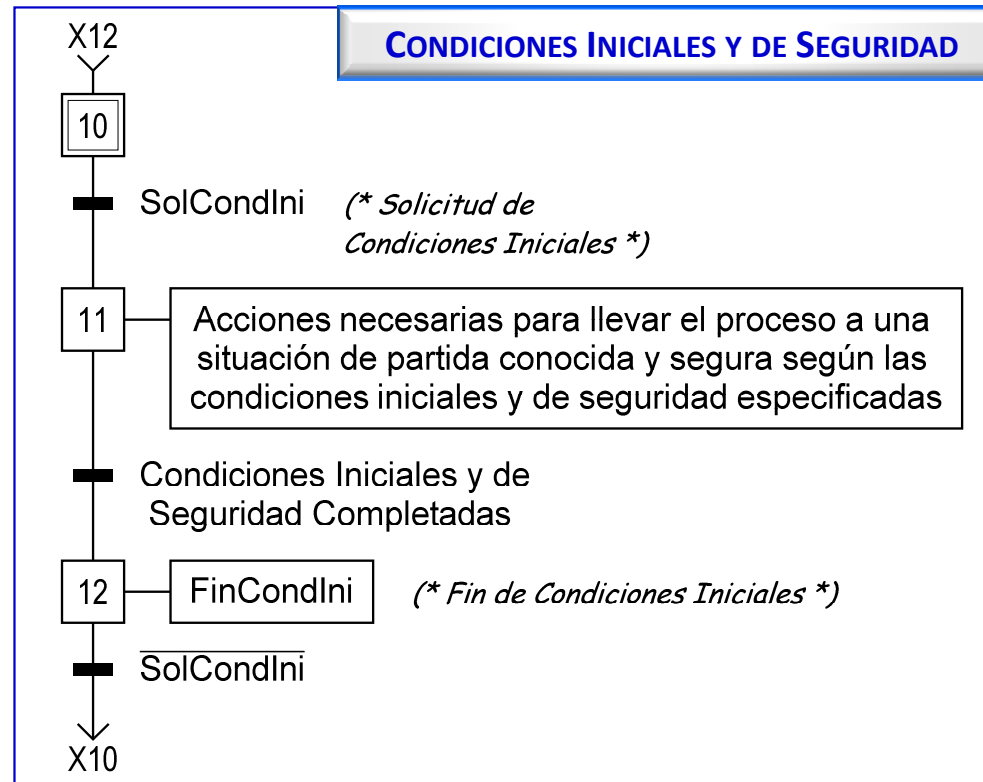 X12
CONDICIONES INICIALES Y DE SEGURIDAD
10
SolCondIni (* Solicitud de
Condiciones Iniciales *)
11
Acciones necesarias para llevar el proceso a una
situación de partida conocida y segura según las
condiciones iniciales y de seguridad especificadas
Condiciones Iniciales y de
Seguridad Completadas
12 FinCondIni (* Fin de Condiciones Iniciales *)
S̅o̅l̅C̅o̅n̅d̅I̅n̅i̅
X10